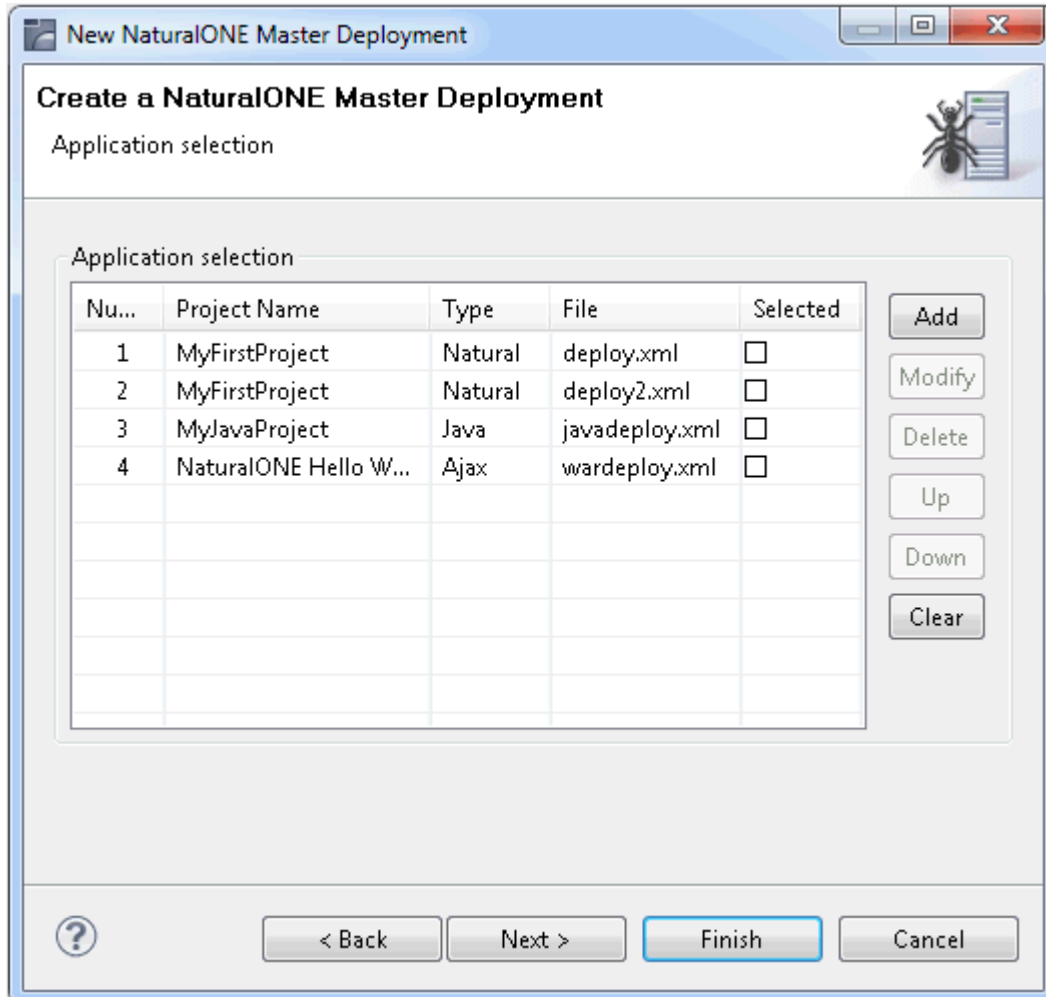 New NaturalONE Master Deployment
Create a NaturalONE Master Deployment
Application selection
Application selection
Nu... Project Name Type File Selected
1 MyFirstProject Natural deploy.xml
2 MyFirstProject Natural deploy2.xml
3 MyJavaProject Java javadeploy.xml
4 NaturalONE Hello W... Ajax wardeploy.xml
Add
Modify
Delete
Up
Down
Clear
? < Back Next > Finish Cancel